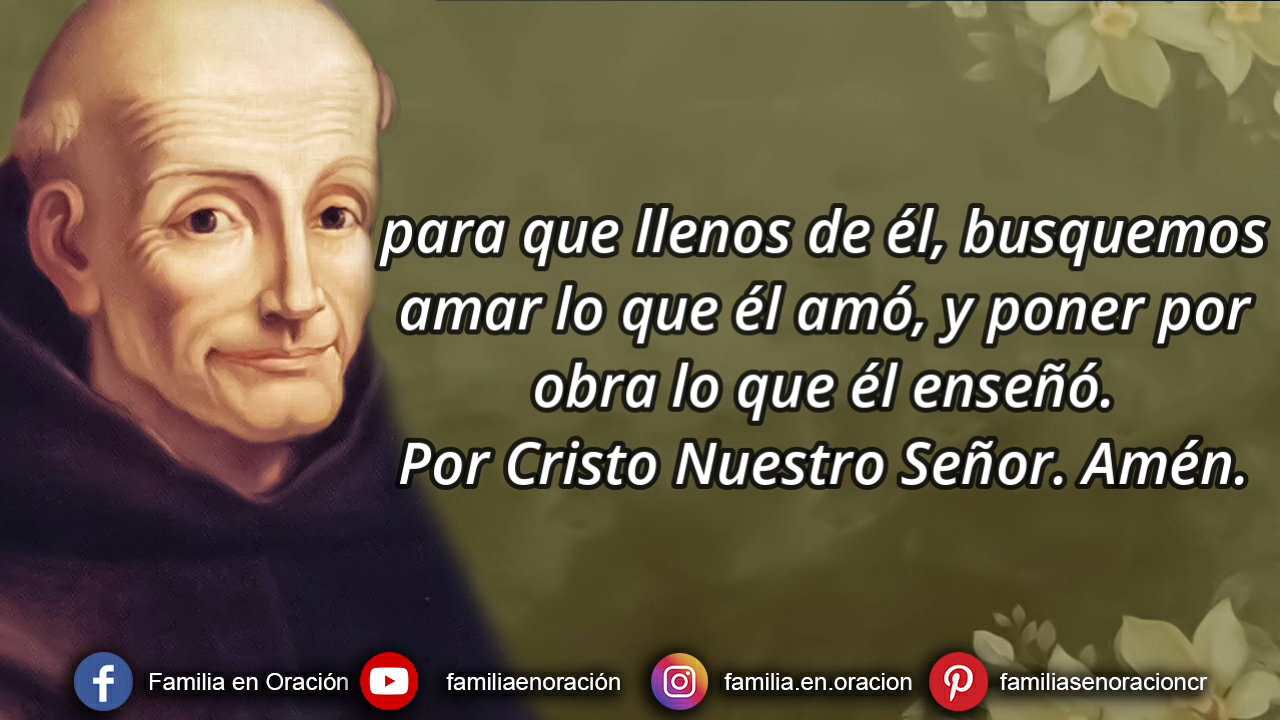 para que llenos de él, busquemos
amar lo que él amó, y poner por
obra lo que él enseñó.
Por Cristo Nuestro Señor. Amén.
Familia en Oración
familiaenoración
familia.en.oracion
familiasenoracioncr